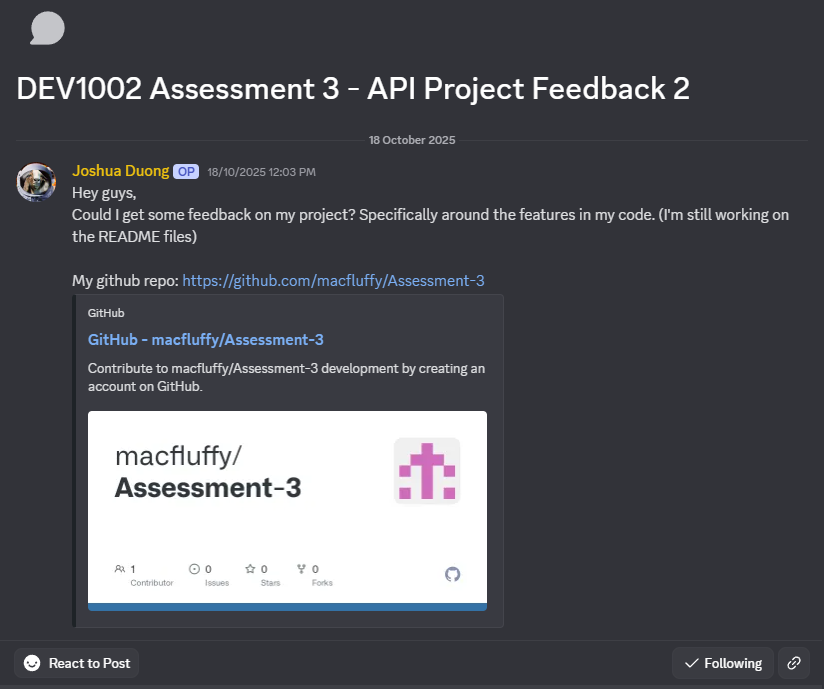 DEV1002 Assessment 3 - API Project Feedback 2
18 October 2025
Joshua Duong OP 18/10/2025 12:03 PM
Hey guys,
Could I get some feedback on my project? Specifically around the features in my code. (I'm still working on
the README files)
My github repo: https://github.com/macfluffy/Assessment-3
GitHub
GitHub - macfluffy/Assessment-3
Contribute to macfluffy/Assessment-3 development by creating an
account on GitHub.
macfluffy/
Assessment-3
1 Contributor
0 Issues
0 Stars
0 Forks
React to Post
Following